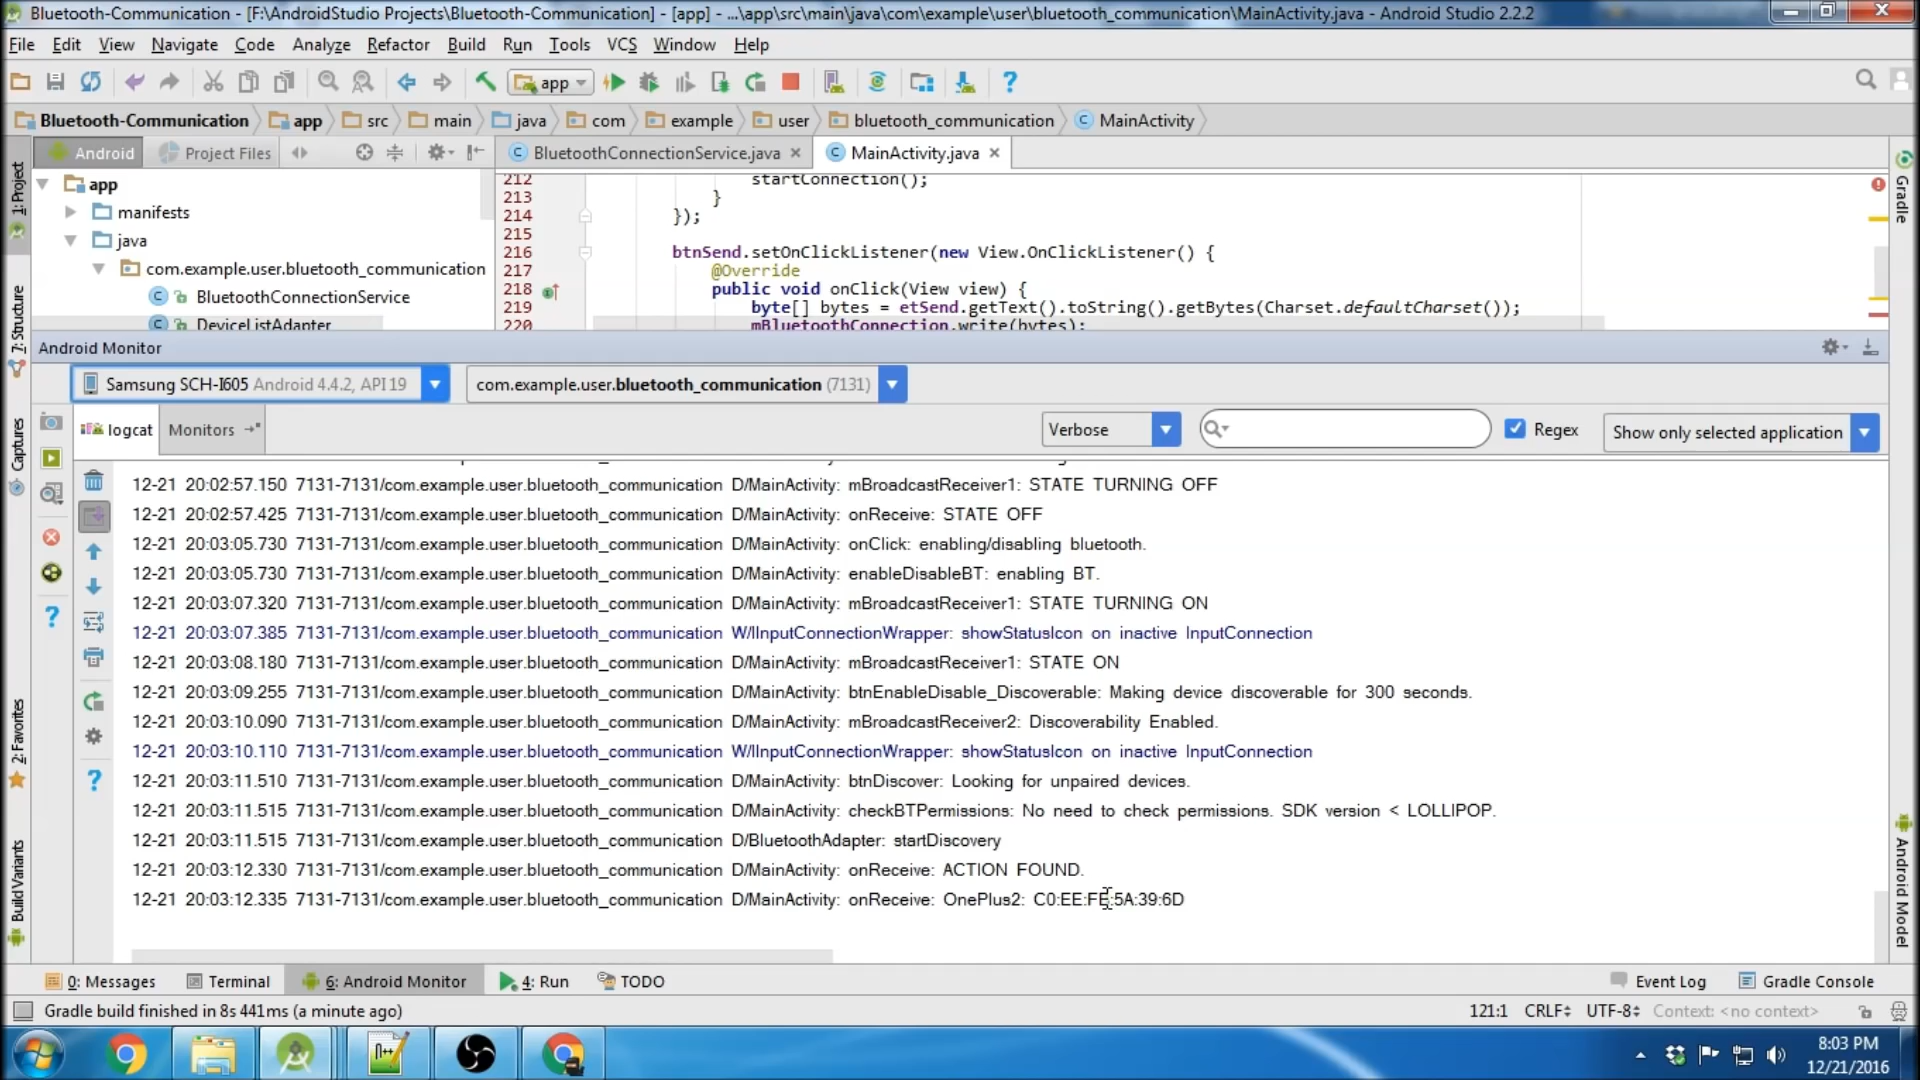 Bluetooth-Communication - [F:\AndroidStudio Projects\Bluetooth-Communication] - [app] - ...\app\src\main\java\com\example\user\bluetooth_communication\MainActivity.java - Android Studio 2.2.2
File Edit View Navigate Code Analyze Refactor Build Run Tools VCS Window Help
app
Bluetooth-Communication app src main java com example user bluetooth_communication MainActivity
Android Project Files BluetoothConnectionService.java MainActivity.java
1: Project
7: Structure
Captures
2: Favorites
Build Variants
app
manifests
java
com.example.user.bluetooth_communication
BluetoothConnectionService
DeviceListAdapter
212 startConnection();
213 }
214 });
215
216 btnSend.setOnClickListener(new View.OnClickListener() {
217 @Override
218 public void onClick(View view) {
219 byte[] bytes = etSend.getText().toString().getBytes(Charset.defaultCharset());
220 mBluetoothConnection.write(bytes);
Gradle
Android Model
Android Monitor
Samsung SCH-I605 Android 4.4.2, API 19 com.example.user.bluetooth_communication (7131)
logcat Monitors Verbose Regex Show only selected application
12-21 20:02:57.150 7131-7131/com.example.user.bluetooth_communication D/MainActivity: mBroadcastReceiver1: STATE TURNING OFF
12-21 20:02:57.425 7131-7131/com.example.user.bluetooth_communication D/MainActivity: onReceive: STATE OFF
12-21 20:03:05.730 7131-7131/com.example.user.bluetooth_communication D/MainActivity: onClick: enabling/disabling bluetooth.
12-21 20:03:05.730 7131-7131/com.example.user.bluetooth_communication D/MainActivity: enableDisableBT: enabling BT.
12-21 20:03:07.320 7131-7131/com.example.user.bluetooth_communication D/MainActivity: mBroadcastReceiver1: STATE TURNING ON
12-21 20:03:07.385 7131-7131/com.example.user.bluetooth_communication W/IInputConnectionWrapper: showStatusIcon on inactive InputConnection
12-21 20:03:08.180 7131-7131/com.example.user.bluetooth_communication D/MainActivity: mBroadcastReceiver1: STATE ON
12-21 20:03:09.255 7131-7131/com.example.user.bluetooth_communication D/MainActivity: btnEnableDisable_Discoverable: Making device discoverable for 300 seconds.
12-21 20:03:10.090 7131-7131/com.example.user.bluetooth_communication D/MainActivity: mBroadcastReceiver2: Discoverability Enabled.
12-21 20:03:10.110 7131-7131/com.example.user.bluetooth_communication W/IInputConnectionWrapper: showStatusIcon on inactive InputConnection
12-21 20:03:11.510 7131-7131/com.example.user.bluetooth_communication D/MainActivity: btnDiscover: Looking for unpaired devices.
12-21 20:03:11.515 7131-7131/com.example.user.bluetooth_communication D/MainActivity: checkBTPermissions: No need to check permissions. SDK version < LOLLIPOP.
12-21 20:03:11.515 7131-7131/com.example.user.bluetooth_communication D/BluetoothAdapter: startDiscovery
12-21 20:03:12.330 7131-7131/com.example.user.bluetooth_communication D/MainActivity: onReceive: ACTION FOUND.
12-21 20:03:12.335 7131-7131/com.example.user.bluetooth_communication D/MainActivity: onReceive: OnePlus2: C0:EE:FB:5A:39:6D
0: Messages Terminal 6: Android Monitor 4: Run TODO Event Log Gradle Console
Gradle build finished in 8s 441ms (a minute ago) 121:1 CRLF UTF-8 Context: <no context>
8:03 PM
12/21/2016